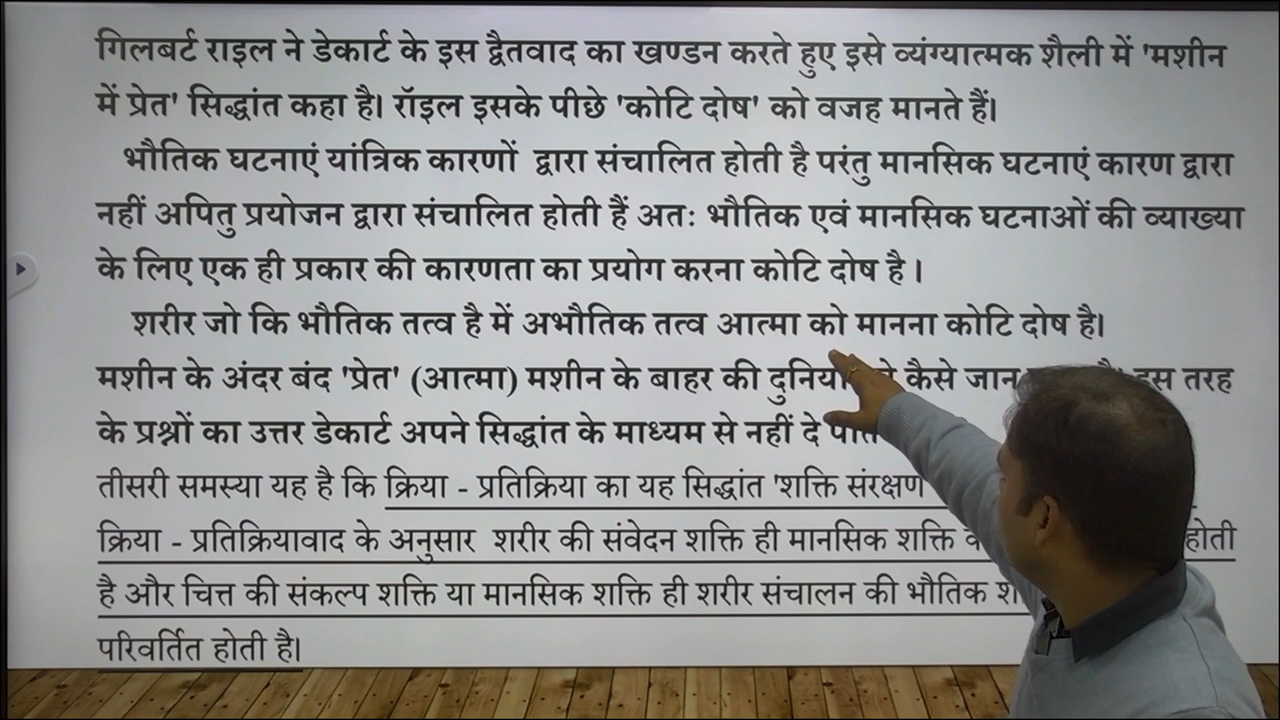 गिलबर्ट राइल ने डेकार्ट के इस द्वैतवाद का खण्डन करते हुए इसे व्यंग्यात्मक शैली में 'मशीन
में प्रेत' सिद्धांत कहा है। रॉइल इसके पीछे 'कोटि दोष' को वजह मानते हैं।
भौतिक घटनाएं यांत्रिक कारणों द्वारा संचालित होती है परंतु मानसिक घटनाएं कारण द्वारा
नहीं अपितु प्रयोजन द्वारा संचालित होती हैं अतः भौतिक एवं मानसिक घटनाओं की व्याख्या
के लिए एक ही प्रकार की कारणता का प्रयोग करना कोटि दोष है ।
शरीर जो कि भौतिक तत्व है में अभौतिक तत्व आत्मा को मानना कोटि दोष है।
मशीन के अंदर बंद 'प्रेत' (आत्मा) मशीन के बाहर की कैसे जान इस तरह
के प्रश्नों का उत्तर डेकार्ट अपने सिद्धांत के माध्यम से नहीं दे
तीसरी समस्या यह है कि क्रिया - प्रतिक्रिया का यह सिद्धांत 'शक्ति संरक्षण
क्रिया - प्रतिक्रियावाद के अनुसार शरीर की संवेदन शक्ति ही मानसिक शक्ति होती
है और चित्त की संकल्प शक्ति या मानसिक शक्ति ही शरीर संचालन की भौतिक
परिवर्तित होती है।